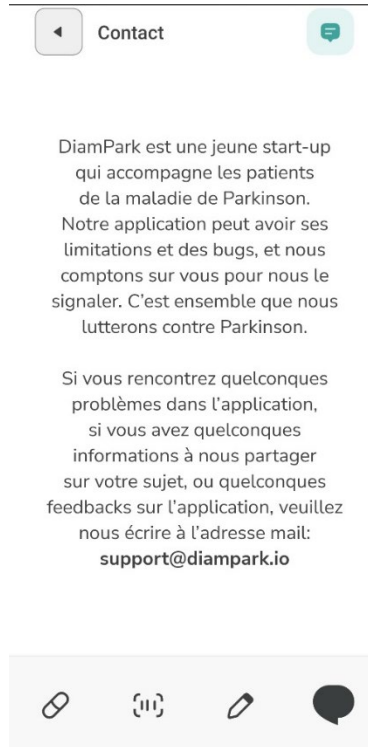 Contact
DiamPark est une jeune start-up
qui accompagne les patients
de la maladie de Parkinson.
Notre application peut avoir ses
limitations et des bugs, et nous
comptons sur vous pour nous le
signaler. C’est ensemble que nous
lutterons contre Parkinson.
Si vous rencontrez quelconques
problèmes dans l’application,
si vous avez quelconques
informations à nous partager
sur votre sujet, ou quelconques
feedbacks sur l’application, veuillez
nous écrire à l’adresse mail:
support@diampark.io